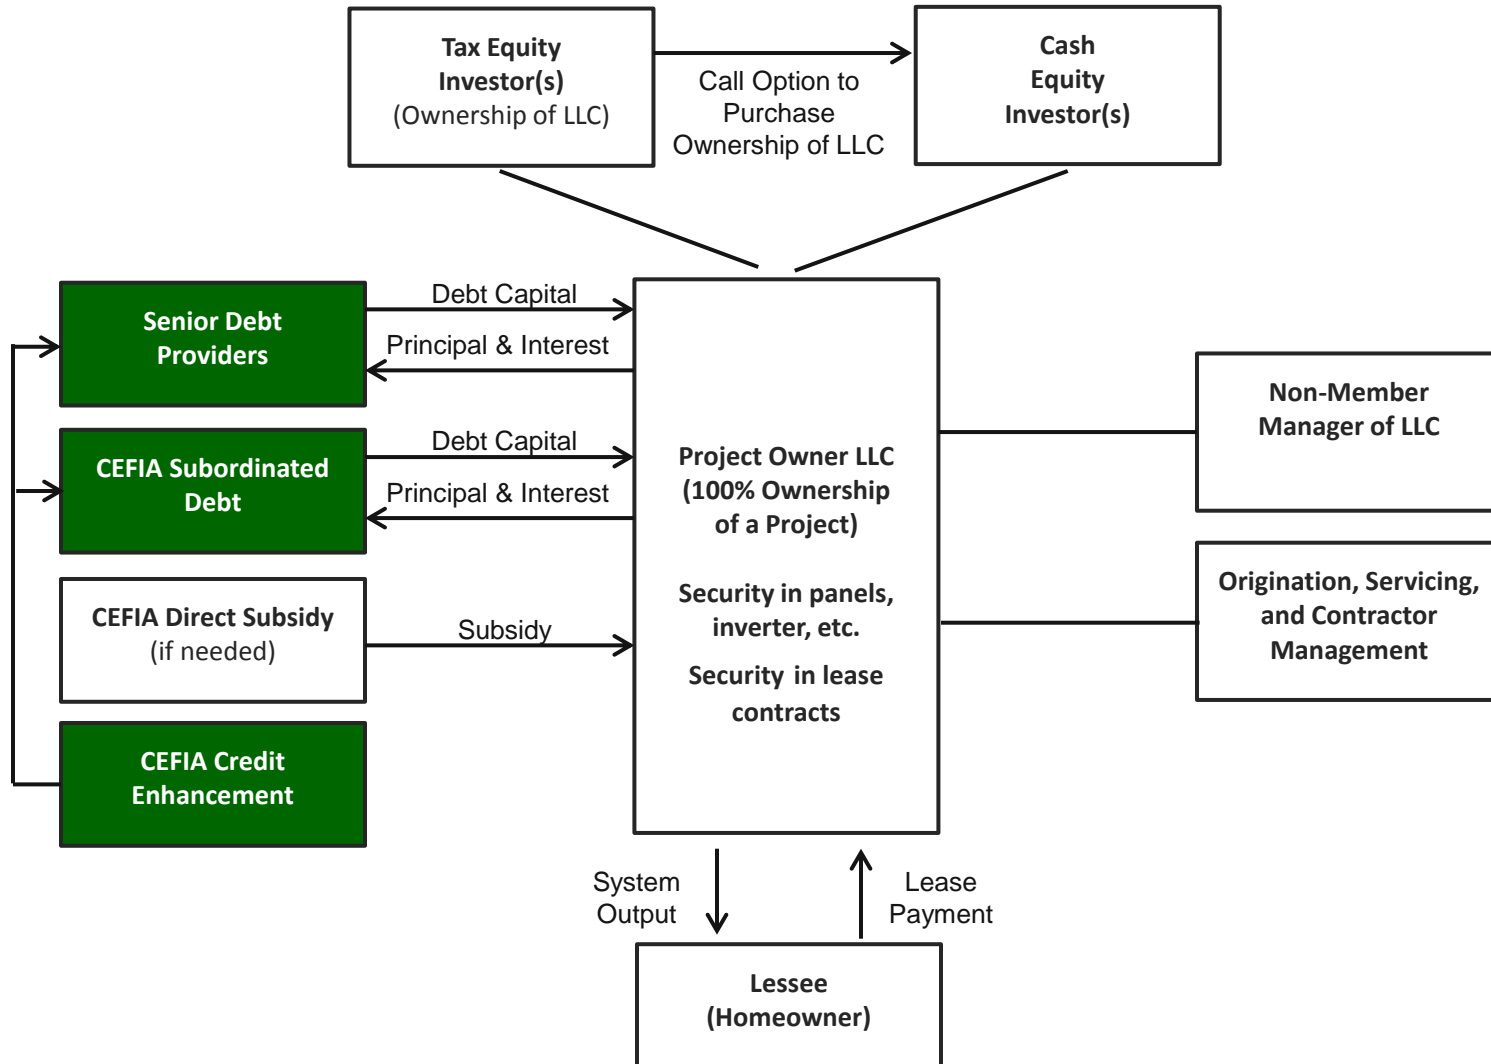 Tax Equity
Investor(s)
(Ownership of LLC)
Call Option to
Purchase
Ownership of LLC
Cash
Equity
Investor(s)
Senior Debt
Providers
Debt Capital
Principal & Interest
CEFIA Subordinated
Debt
Debt Capital
Principal & Interest
CEFIA Direct Subsidy
(if needed)
Subsidy
CEFIA Credit
Enhancement
Project Owner LLC
(100% Ownership
of a Project)
Security in panels,
inverter, etc.
Security in lease
contracts
Non-Member
Manager of LLC
Origination, Servicing,
and Contractor
Management
System
Output
Lease
Payment
Lessee
(Homeowner)